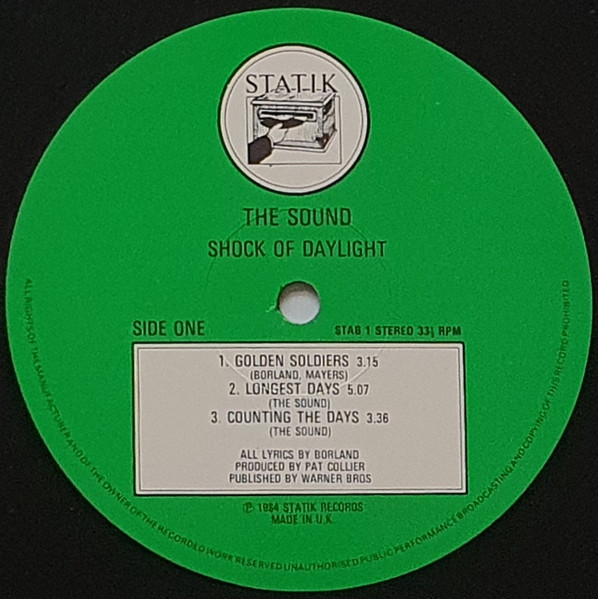 STATIK
THE SOUND
SHOCK OF DAYLIGHT
SIDE ONE
STAB 1 STEREO 33⅓ RPM
1. GOLDEN SOLDIERS 3.15
(BORLAND, MAYERS)
2. LONGEST DAYS 5.07
(THE SOUND)
3. COUNTING THE DAYS 3.36
(THE SOUND)
ALL LYRICS BY BORLAND
PRODUCED BY PAT COLLIER
PUBLISHED BY WARNER BROS
℗ 1984 STATIK RECORDS
MADE IN U.K.
ALL RIGHTS OF THE MANUFACTURER AND OF THE OWNER OF THE RECORDED WORK RESERVED UNAUTHORISED PUBLIC PERFORMANCE BROADCASTING AND COPYING OF THIS RECORD PROHIBITED